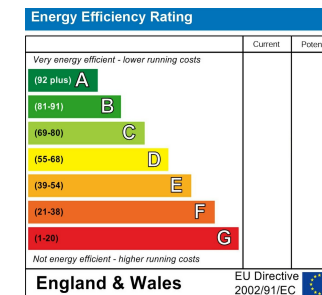 Energy Efficiency Rating
Current Poten
Very energy efficient - lower running costs
(92 plus) A
(81-91) B
(69-80) C
(55-68) D
(39-54) E
(21-38) F
(1-20) G
Not energy efficient - higher running costs
England & Wales
EU Directive
2002/91/EC